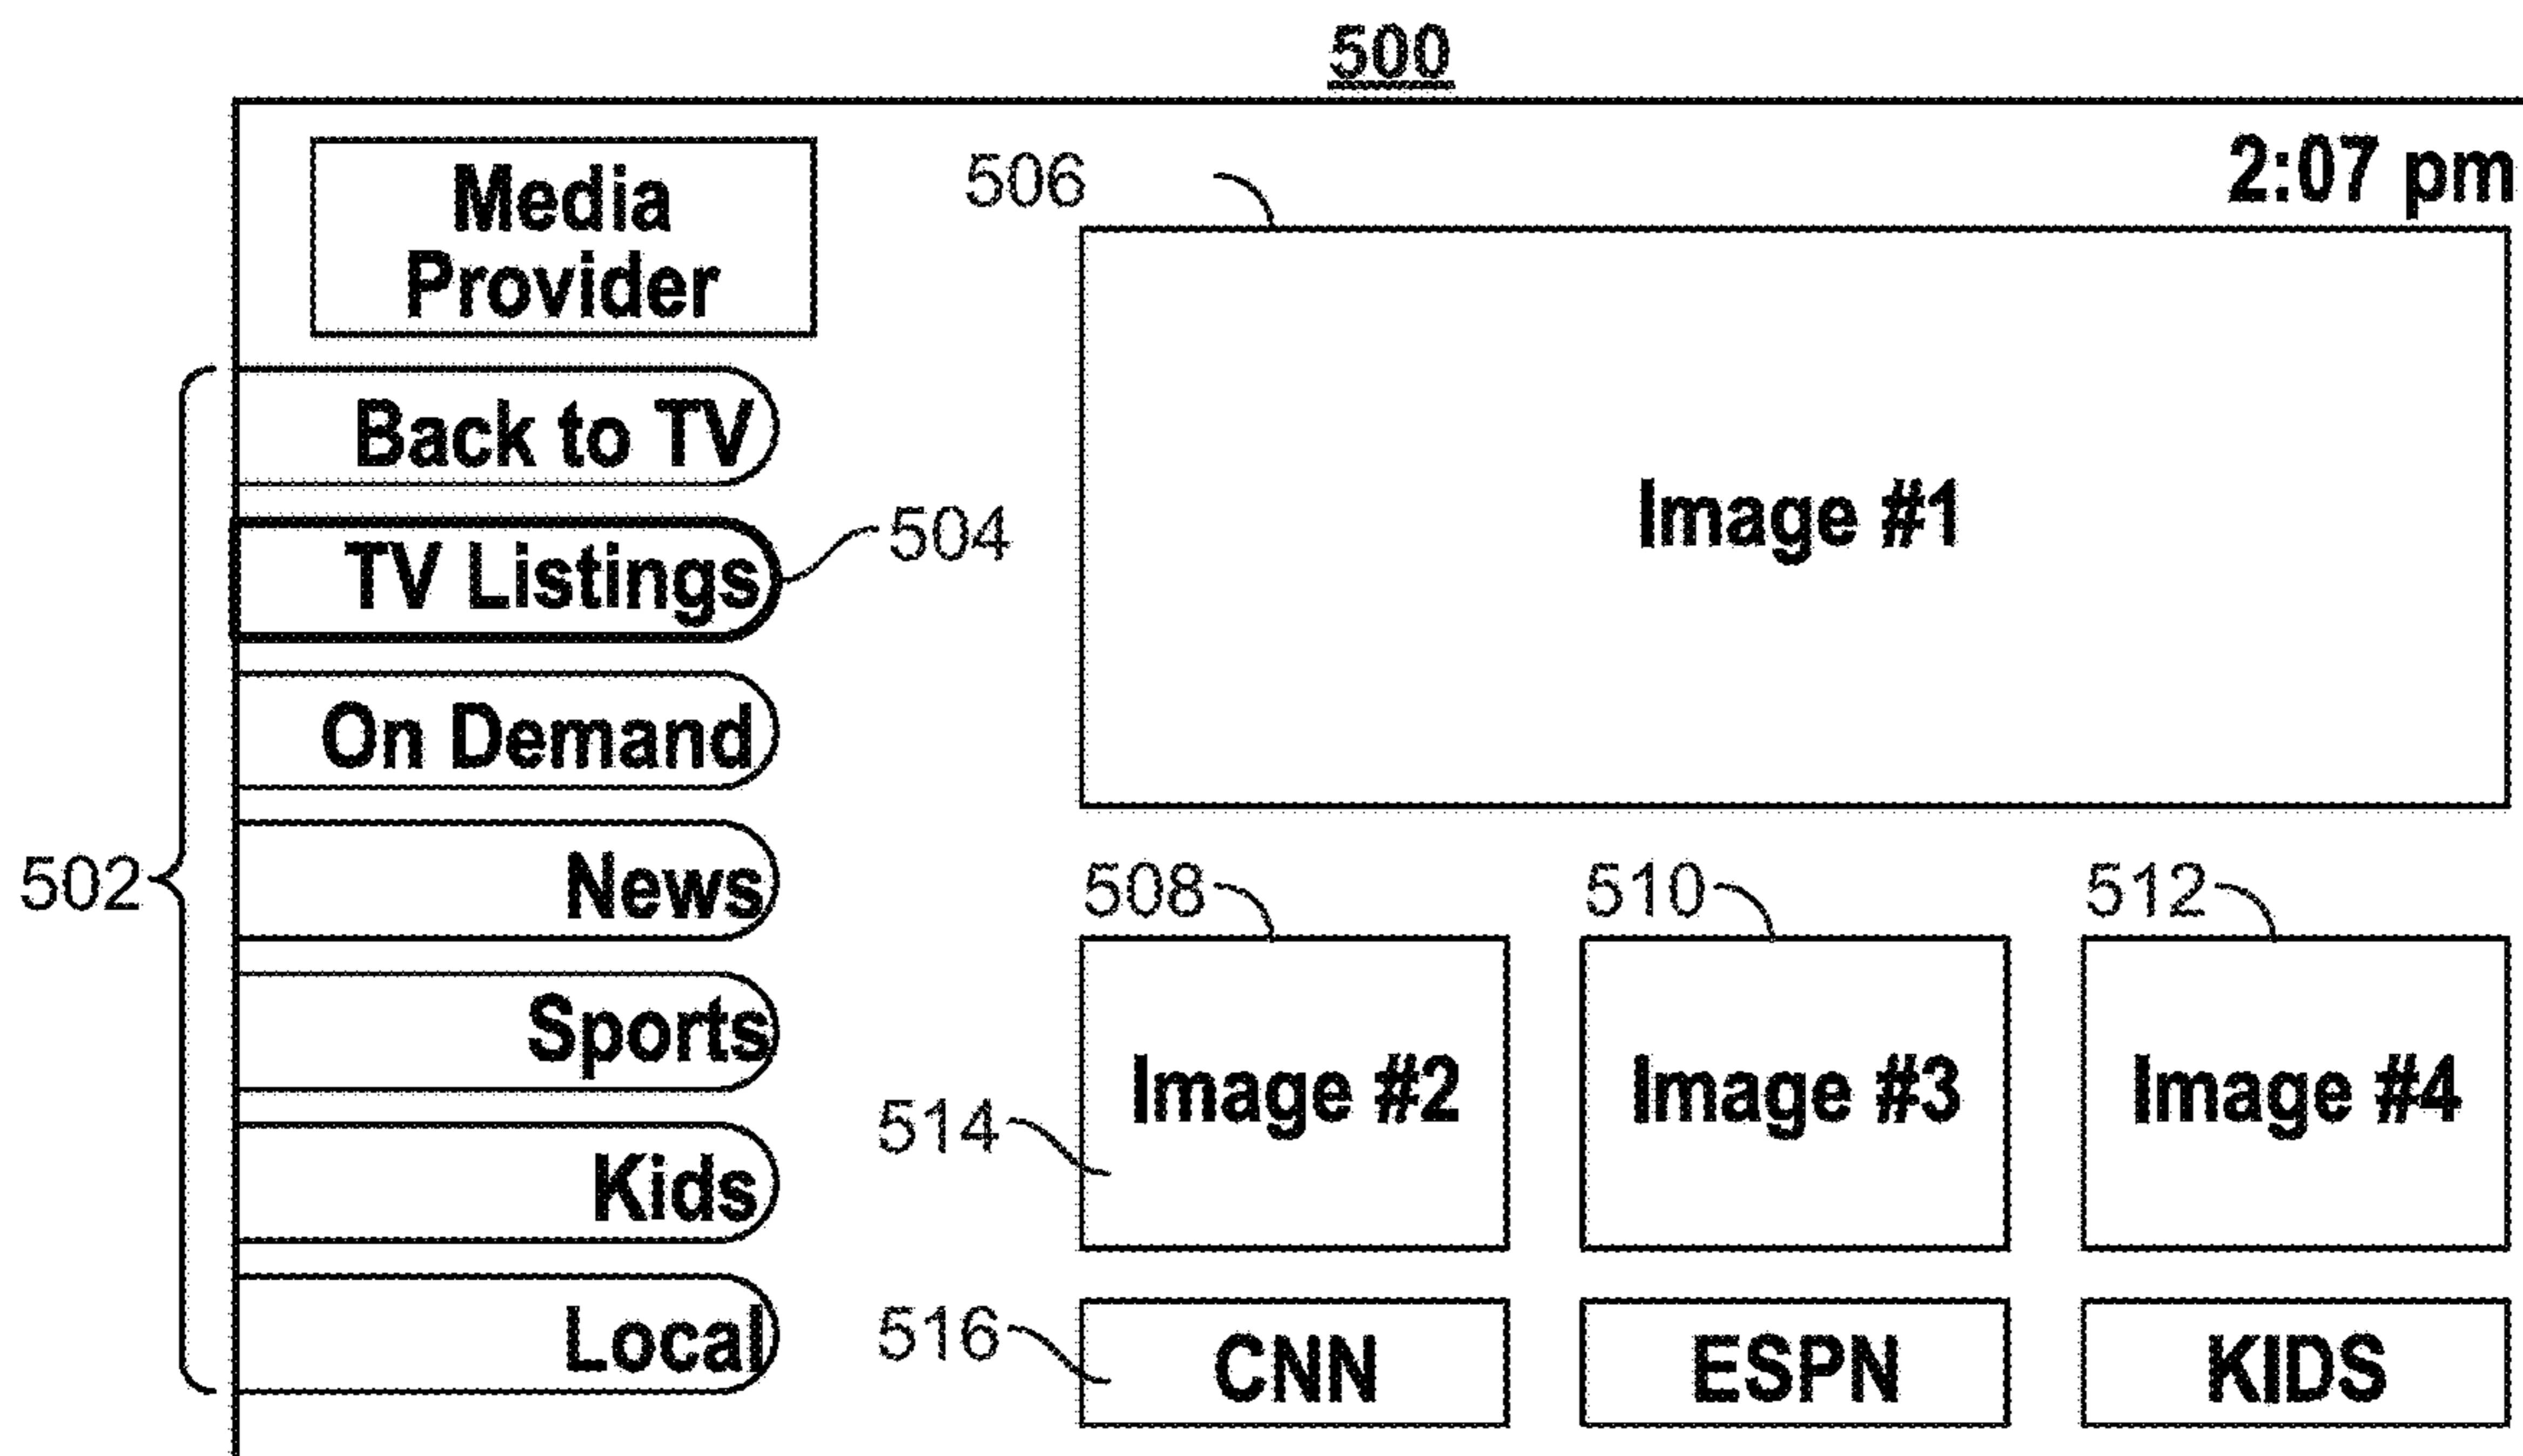 500
2:07 pm
Media
Provider
506
Back to TV
504
TV Listings
Image #1
On Demand
502
News
508
510
512
Sports
Image #2
Image #3
Image #4
514
Kids
516
Local
CNN
ESPN
KIDS